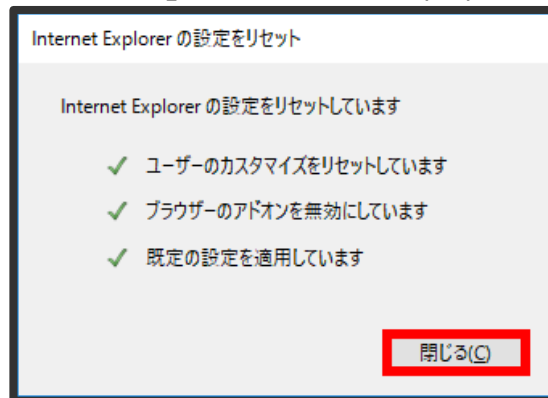 Internet Explorer の設定をリセット
Internet Explorer の設定をリセットしています
✓ ユーザーのカスタマイズをリセットしています
✓ ブラウザーのアドオンを無効にしています
✓ 既定の設定を適用しています
閉じる(C)